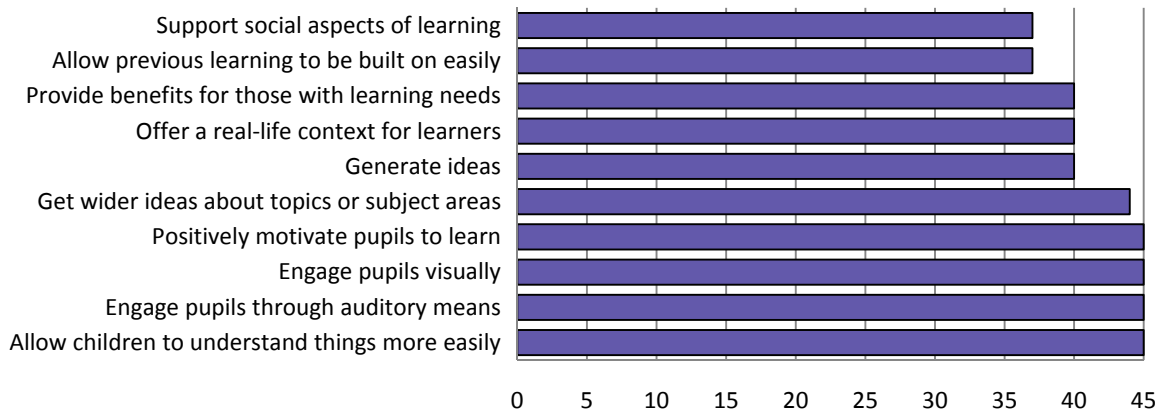 Support social aspects of learning
Allow previous learning to be built on easily
Provide benefits for those with learning needs
Offer a real-life context for learners
Generate ideas
Get wider ideas about topics or subject areas
Positively motivate pupils to learn
Engage pupils visually
Engage pupils through auditory means
Allow children to understand things more easily
0 5 10 15 20 25 30 35 40 45